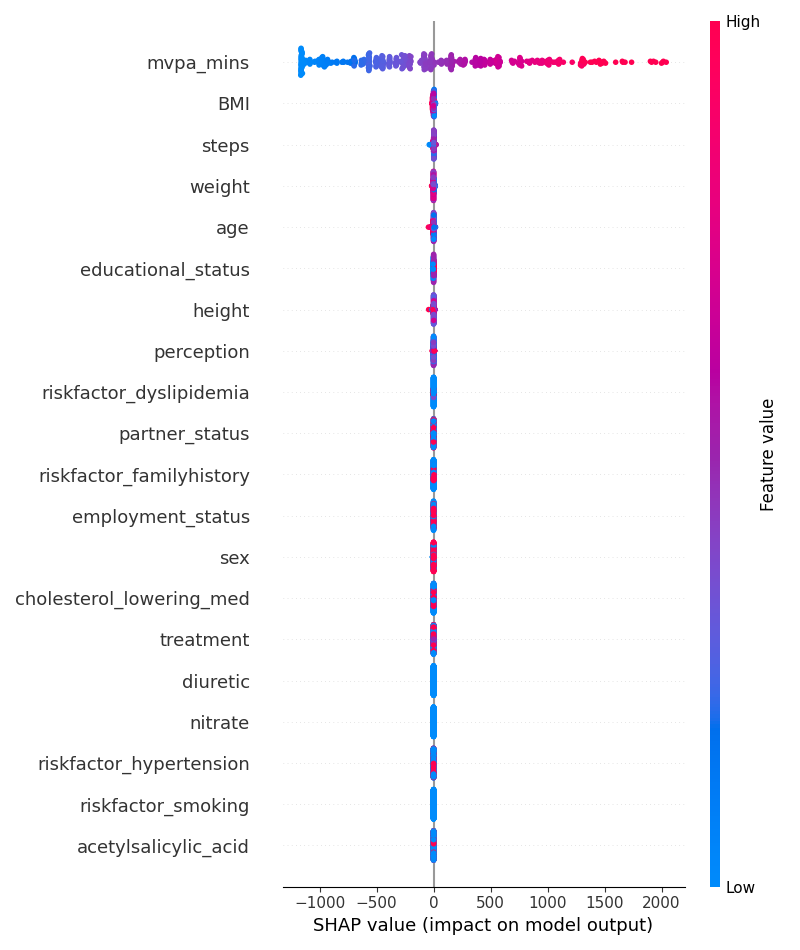 High
mvpa_mins
BMI
steps
weight
age
educational_status
height
perception
riskfactor_dyslipidemia
partner_status
riskfactor_familyhistory
employment_status
sex
cholesterol_lowering_med
treatment
diuretic
nitrate
riskfactor_hypertension
riskfactor_smoking
acetylsalicylic_acid
Feature value
Low
−1000 −500 0 500 1000 1500 2000
SHAP value (impact on model output)